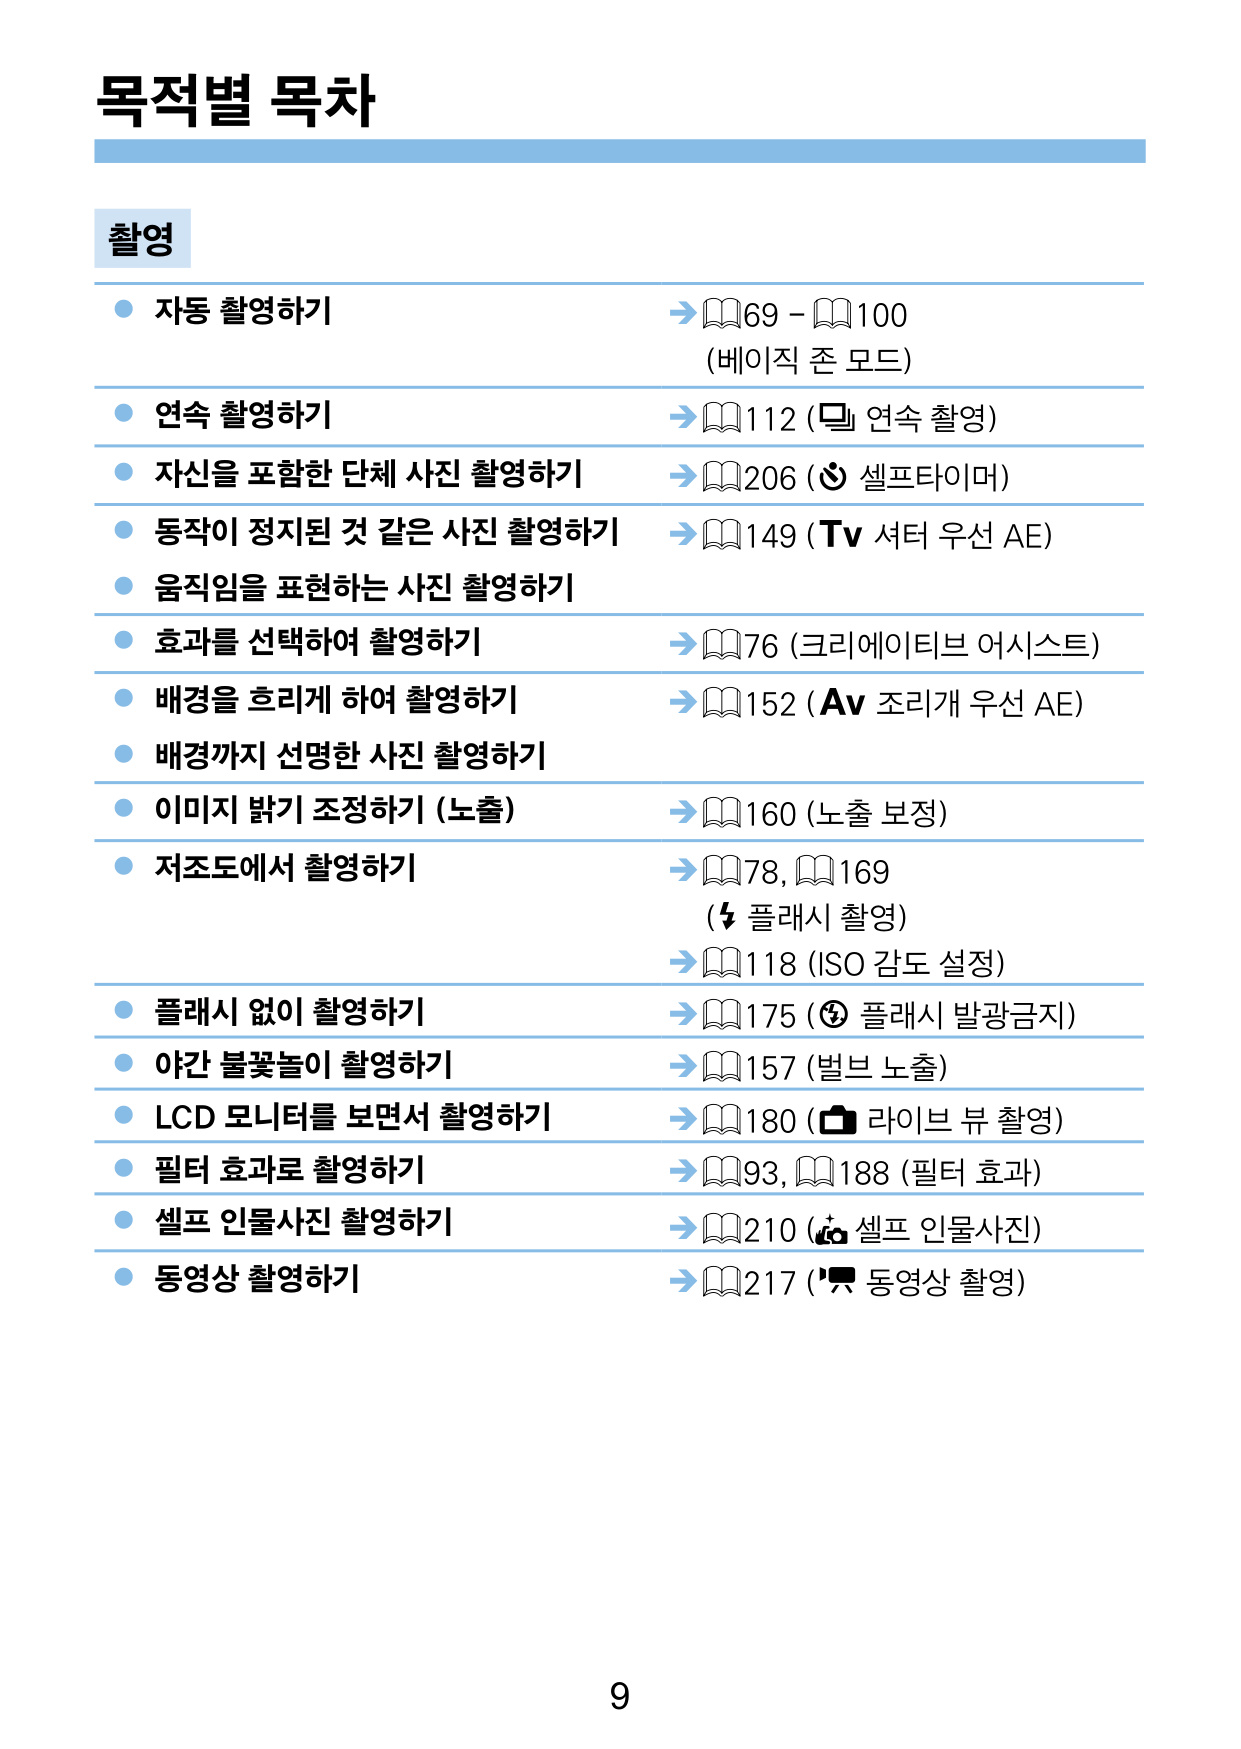 목적별 목차
촬영
● 자동 촬영하기 → 69 – 100
(베이직 존 모드)
● 연속 촬영하기 → 112 ( 연속 촬영)
● 자신을 포함한 단체 사진 촬영하기 → 206 ( 셀프타이머)
● 동작이 정지된 것 같은 사진 촬영하기 → 149 (Tv 셔터 우선 AE)
● 움직임을 표현하는 사진 촬영하기
● 효과를 선택하여 촬영하기 → 76 (크리에이티브 어시스트)
● 배경을 흐리게 하여 촬영하기 → 152 (Av 조리개 우선 AE)
● 배경까지 선명한 사진 촬영하기
● 이미지 밝기 조정하기 (노출) → 160 (노출 보정)
● 저조도에서 촬영하기 → 78, 169
( 플래시 촬영)
→ 118 (ISO 감도 설정)
● 플래시 없이 촬영하기 → 175 ( 플래시 발광금지)
● 야간 불꽃놀이 촬영하기 → 157 (벌브 노출)
● LCD 모니터를 보면서 촬영하기 → 180 ( 라이브 뷰 촬영)
● 필터 효과로 촬영하기 → 93, 188 (필터 효과)
● 셀프 인물사진 촬영하기 → 210 ( 셀프 인물사진)
● 동영상 촬영하기 → 217 ( 동영상 촬영)
9